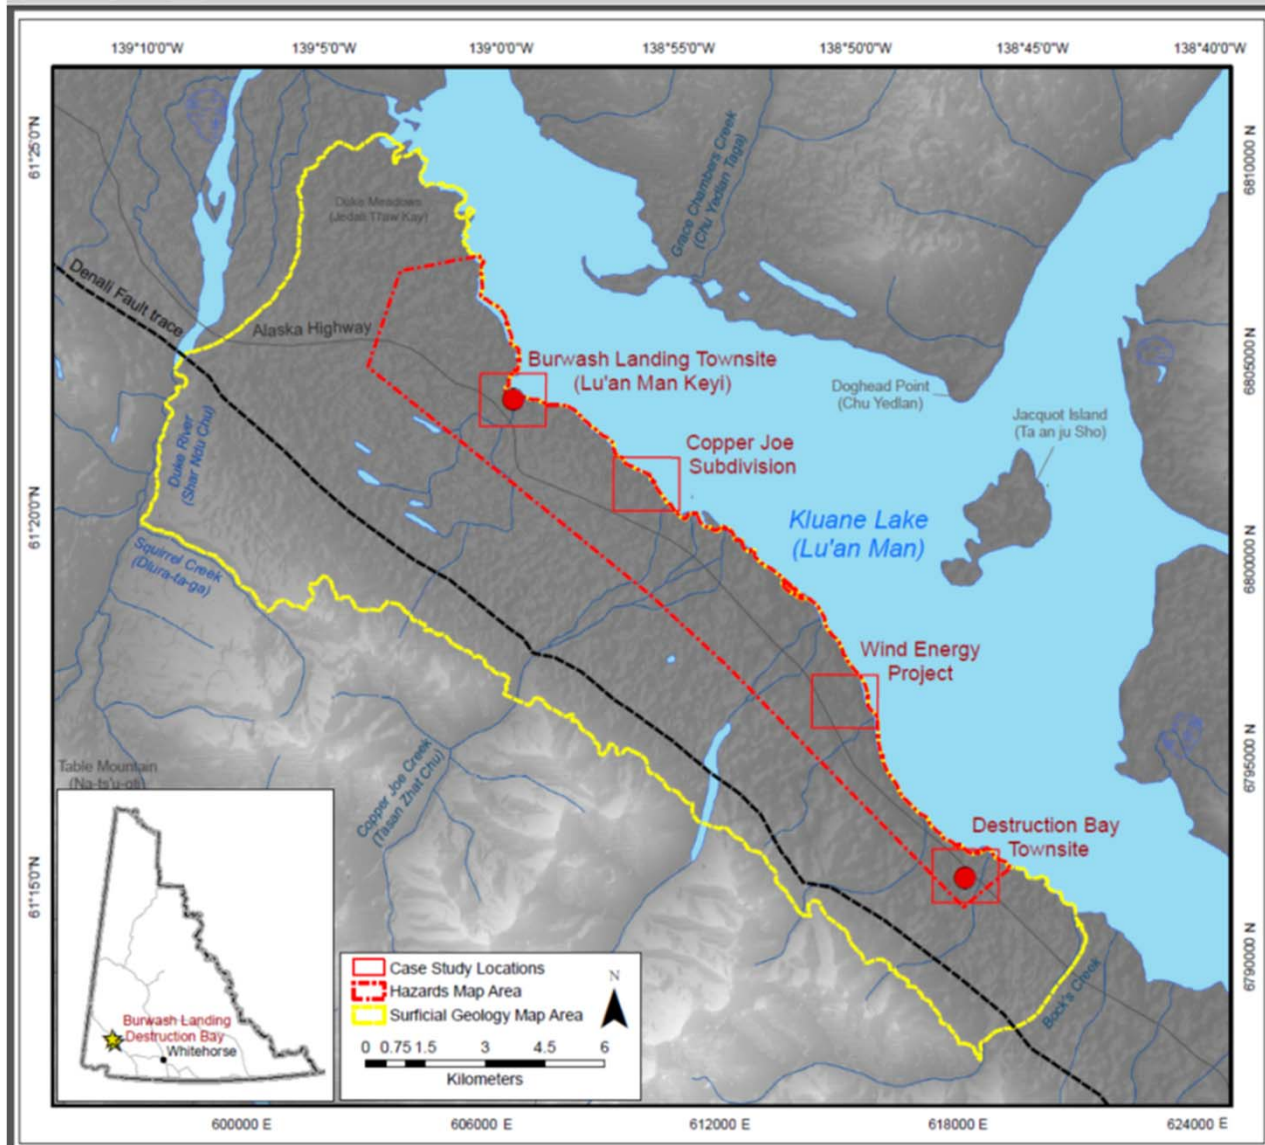 139°10'0"W
139°5'0"W
139°0'0"W
138°55'0"W
138°50'0"W
138°45'0"W
138°40'0"W
61°25'0"N
61°20'0"N
61°15'0"N
6810000 N
6805000 N
6800000 N
6795000 N
6790000 N
Duke Meadows
Grace Chambers Creek
(Chu Yedlan Taga)
Denali Fault trace
Alaska Highway
Burwash Landing Townsite
(Lu'an Man Keyi)
Doghead Point
(Chu Yedlan)
Jacquot Island
(Ta an ju Sho)
Copper Joe
Subdivision
Duke River
(Shar Ndu Chu)
Kluane Lake
(Lu'an Man)
Squirrel Creek
(Dlura-ta-ga)
Wind Energy
Project
Copper Joe Creek
(Tasan Zhat Chu)
Table Mountain
(Na-ts'u-oti)
Destruction Bay
Townsite
Bock's Creek
Burwash Landing
Destruction Bay
Whitehorse
Case Study Locations
Hazards Map Area
Surficial Geology Map Area
N
0 0.75 1.5 3 4.5 6
Kilometers
600000 E
606000 E
612000 E
618000 E
624000 E